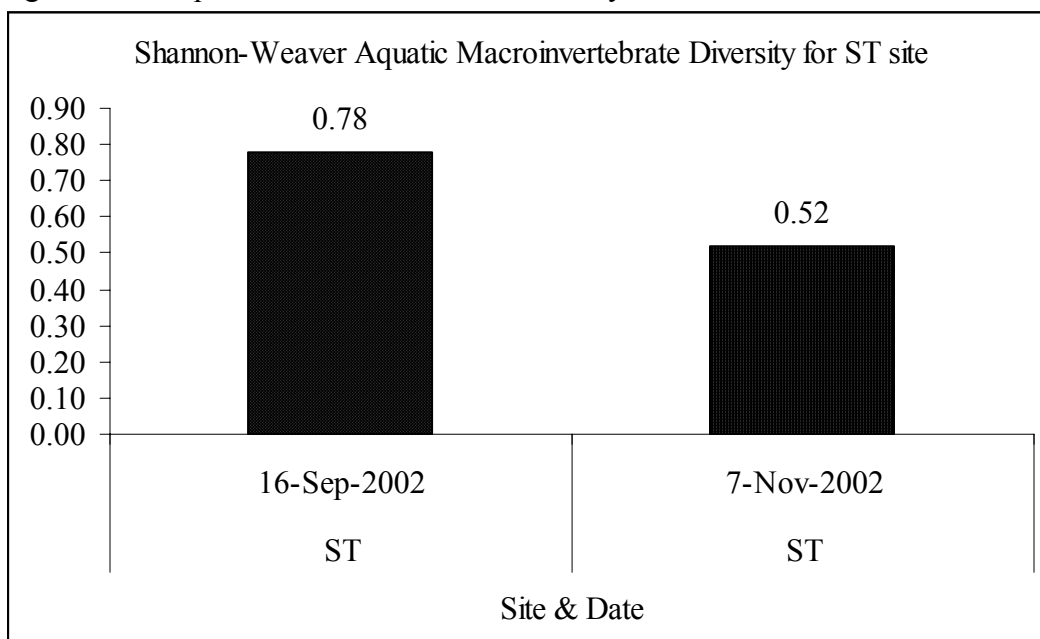 Shannon-Weaver Aquatic Macroinvertebrate Diversity for ST site
0.90
0.80
0.70
0.60
0.50
0.40
0.30
0.20
0.10
0.00
0.78
0.52
16-Sep-2002
7-Nov-2002
ST
ST
Site & Date